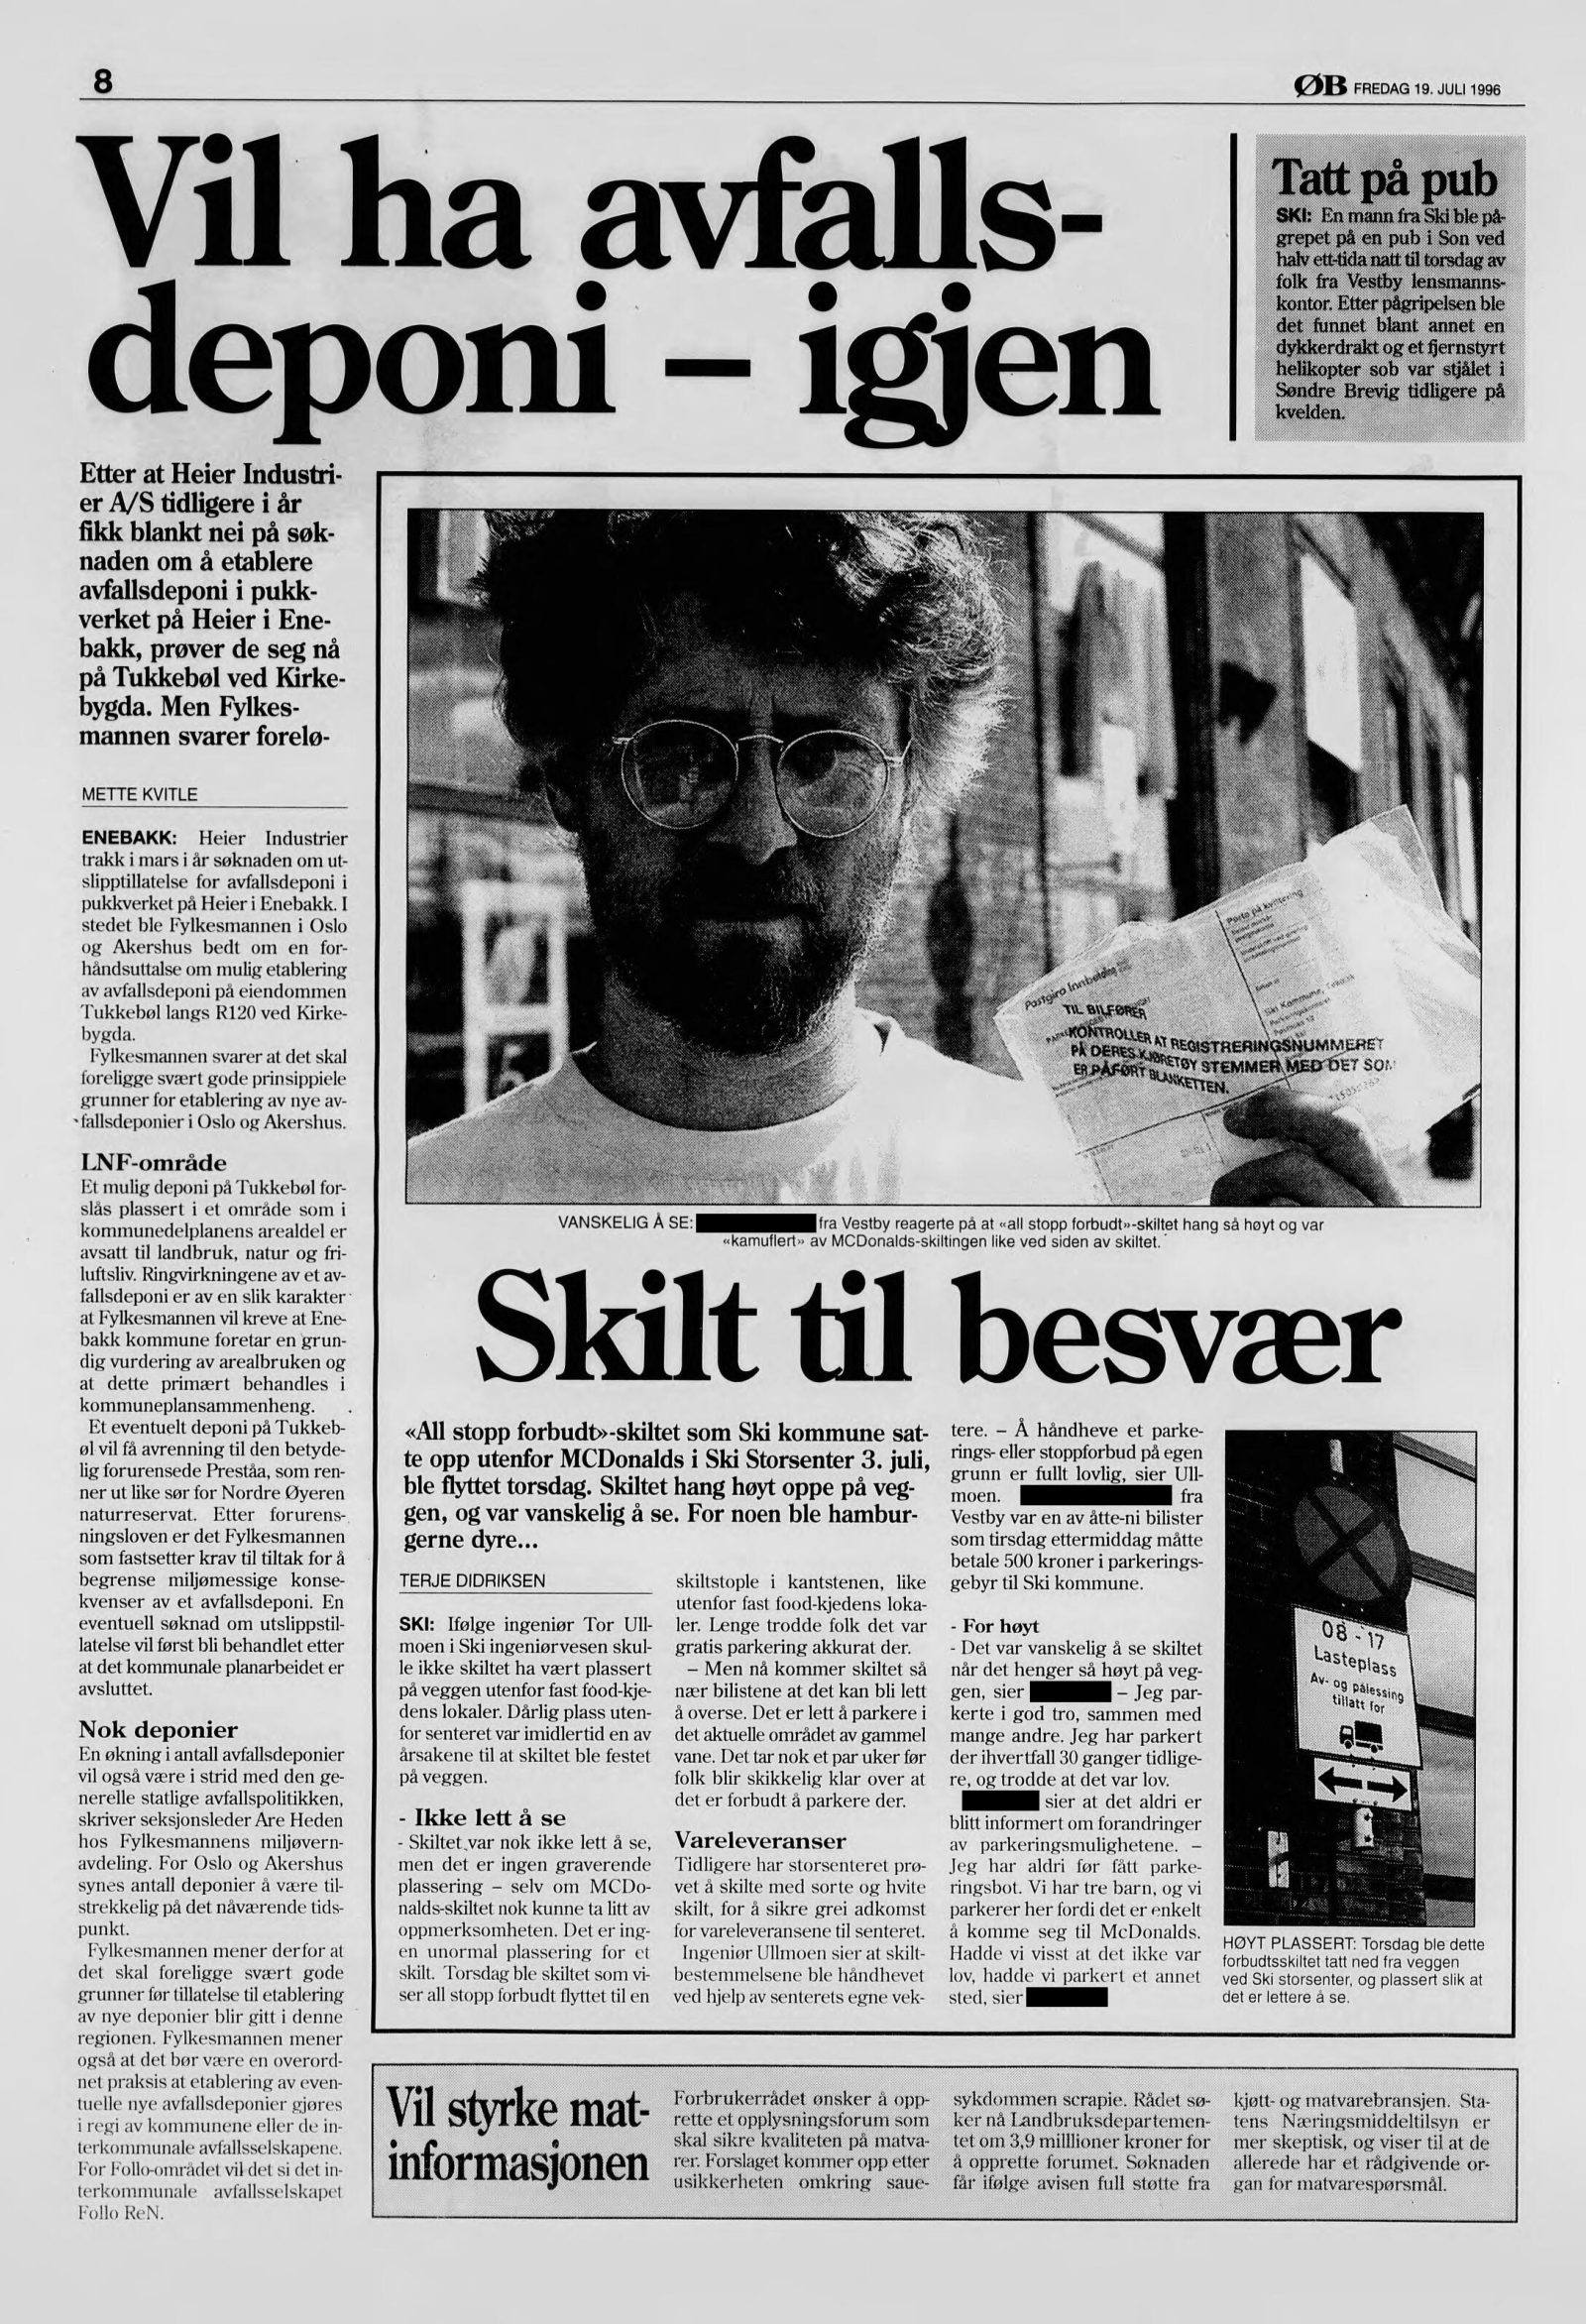 8
ØB FREDAG 19. JULI 1996
Vil ha avfalls-
deponi – igjen
Tatt på pub
SKI: En mann fra Ski ble på-
grepet på en pub i Son ved
halv ett-tida natt til torsdag av
folk fra Vestby lensmanns-
kontor. Etter pågripelsen ble
det funnet blant annet en
dykkerdrakt og et fjernstyrt
helikopter sob var stjålet i
Søndre Brevig tidligere på
kvelden.
Etter at Heier Industri-
er A/S tidligere i år
fikk blankt nei på søk-
naden om å etablere
avfallsdeponi i pukk-
verket på Heier i Ene-
bakk, prøver de seg nå
på Tukkebøl ved Kirke-
bygda. Men Fylkes-
mannen svarer forelø-
METTE KVITLE
ENEBAKK: Heier Industrier
trakk i mars i år søknaden om ut-
slipptillatelse for avfallsdeponi i
pukkverket på Heier i Enebakk. I
stedet ble Fylkesmannen i Oslo
og Akershus bedt om en for-
håndsuttalse om mulig etablering
av avfallsdeponi på eiendommen
Tukkebøl langs R120 ved Kirke-
bygda.
Fylkesmannen svarer at det skal
foreligge svært gode prinsippiele
grunner for etablering av nye av-
fallsdeponier i Oslo og Akershus.
LNF-område
Et mulig deponi på Tukkebøl for-
slås plassert i et område som i
kommunedelplanens arealdel er
avsatt til landbruk, natur og fri-
luftsliv. Ringvirkningene av et av-
fallsdeponi er av en slik karakter
at Fylkesmannen vil kreve at Ene-
bakk kommune foretar en grun-
dig vurdering av arealbruken og
at dette primært behandles i
kommuneplansammenheng.
Et eventuelt deponi på Tukkeb-
øl vil få avrenning til den betyde-
lig forurensede Preståa, som ren-
ner ut like sør for Nordre Øyeren
naturreservat. Etter forurens-
ningsloven er det Fylkesmannen
som fastsetter krav til tiltak for å
begrense miljømessige konse-
kvenser av et avfallsdeponi. En
eventuell søknad om utslippstil-
latelse vil først bli behandlet etter
at det kommunale planarbeidet er
avsluttet.
Nok deponier
En økning i antall avfallsdeponier
vil også være i strid med den ge-
nerelle statlige avfallspolitikken,
skriver seksjonsleder Are Heden
hos Fylkesmannens miljøvern-
avdeling. For Oslo og Akershus
synes antall deponier å være til-
strekkelig på det nåværende tids-
punkt.
Fylkesmannen mener derfor at
det skal foreligge svært gode
grunner før tillatelse til etablering
av nye deponier blir gitt i denne
regionen. Fylkesmannen mener
også at det bør være en overord-
net praksis at etablering av even-
tuelle nye avfallsdeponier gjøres
i regi av kommunene eller de in-
terkommunale avfallsselskapene.
For Follo-området vil det si det in-
terkommunale avfallsselskapet
Follo ReN.
Porto på kvittering
Postgiro Innbetaling
TIL BILFØRER
KONTROLLER AT REGISTRERINGSNUMMERET
PÅ DERES KJØRETØY STEMMER MED DET SOM
ER PÅFØRT BLANKETTEN.
Ski Kommune,
VANSKELIG Å SE: fra Vestby reagerte på at «all stopp forbudt»-skiltet hang så høyt og var
«kamuflert» av MCDonalds-skiltingen like ved siden av skiltet.
Skilt til besvær
«All stopp forbudt»-skiltet som Ski kommune sat-
te opp utenfor MCDonalds i Ski Storsenter 3. juli,
ble flyttet torsdag. Skiltet hang høyt oppe på veg-
gen, og var vanskelig å se. For noen ble hambur-
gerne dyre...
TERJE DIDRIKSEN
SKI: Ifølge ingeniør Tor Ull-
moen i Ski ingeniørvesen skul-
le ikke skiltet ha vært plassert
på veggen utenfor fast food-kje-
dens lokaler. Dårlig plass uten-
for senteret var imidlertid en av
årsakene til at skiltet ble festet
på veggen.
- Ikke lett å se
- Skiltet var nok ikke lett å se,
men det er ingen graverende
plassering – selv om MCDo-
nalds-skiltet nok kunne ta litt av
oppmerksomheten. Det er ing-
en unormal plassering for et
skilt. Torsdag ble skiltet som vi-
ser all stopp forbudt flyttet til en
skiltstople i kantstenen, like
utenfor fast food-kjedens loka-
ler. Lenge trodde folk det var
gratis parkering akkurat der.
– Men nå kommer skiltet så
nær bilistene at det kan bli lett
å overse. Det er lett å parkere i
det aktuelle området av gammel
vane. Det tar nok et par uker før
folk blir skikkelig klar over at
det er forbudt å parkere der.
Vareleveranser
Tidligere har storsenteret prø-
vet å skilte med sorte og hvite
skilt, for å sikre grei adkomst
for vareleveransene til senteret.
Ingeniør Ullmoen sier at skilt-
bestemmelsene ble håndhevet
ved hjelp av senterets egne vek-
tere. – Å håndheve et parke-
rings- eller stoppforbud på egen
grunn er fullt lovlig, sier Ull-
moen. fra
Vestby var en av åtte-ni bilister
som tirsdag ettermiddag måtte
betale 500 kroner i parkerings-
gebyr til Ski kommune.
- For høyt
- Det var vanskelig å se skiltet
når det henger så høyt på veg-
gen, sier – Jeg par-
kerte i god tro, sammen med
mange andre. Jeg har parkert
der ihvertfall 30 ganger tidlige-
re, og trodde at det var lov.
sier at det aldri er
blitt informert om forandringer
av parkeringsmulighetene. –
Jeg har aldri før fått parke-
ringsbot. Vi har tre barn, og vi
parkerer her fordi det er enkelt
å komme seg til McDonalds.
Hadde vi visst at det ikke var
lov, hadde vi parkert et annet
sted, sier
08 - 17
Lasteplass
Av- og pålessing
tillatt for
HØYT PLASSERT: Torsdag ble dette
forbudtsskiltet tatt ned fra veggen
ved Ski storsenter, og plassert slik at
det er lettere å se.
Vil styrke mat-
informasjonen
Forbrukerrådet ønsker å opp-
rette et opplysningsforum som
skal sikre kvaliteten på matva-
rer. Forslaget kommer opp etter
usikkerheten omkring saue-
sykdommen scrapie. Rådet sø-
ker nå Landbruksdepartemen-
tet om 3,9 milllioner kroner for
å opprette forumet. Søknaden
får ifølge avisen full støtte fra
kjøtt- og matvarebransjen. Sta-
tens Næringsmiddeltilsyn er
mer skeptisk, og viser til at de
allerede har et rådgivende or-
gan for matvarespørsmål.